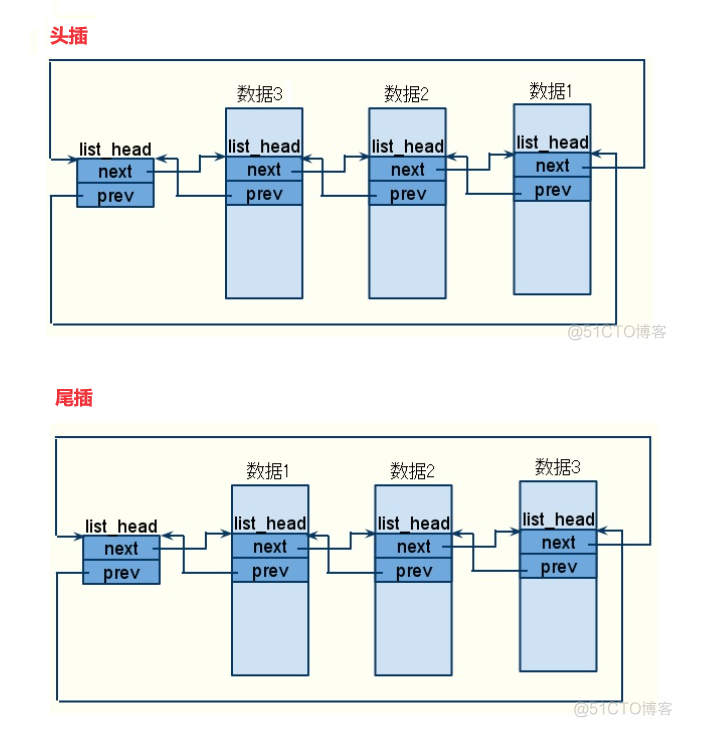 头插
数据3 数据2 数据1
list_head list_head list_head list_head
next next next next
prev prev prev prev
@51CTO博客
尾插
数据1 数据2 数据3
list_head list_head list_head list_head
next next next next
prev prev prev prev
@51CTO博客